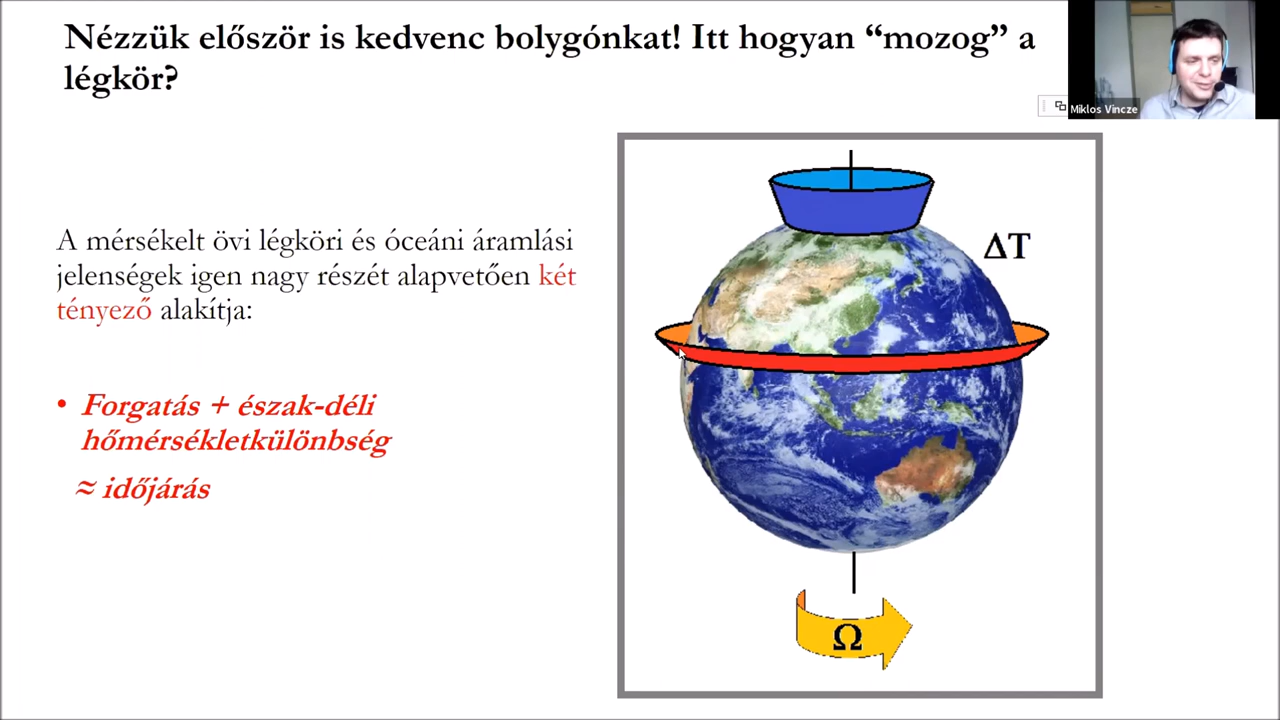 Nézzük először is kedvenc bolygónkat! Itt hogyan “mozog” a
légkör?
Miklos Vincze
A mérsékelt övi légköri és óceáni áramlási
jelenségek igen nagy részét alapvetően két
tényező alakítja:
• Forgatás + észak-déli
hőmérsékletkülönbség
≈ időjárás
ΔT
Ω